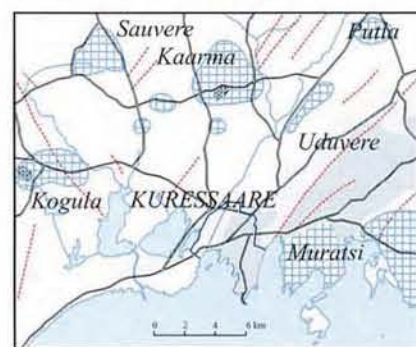 Sauvere
Putla
Kaarma
Uduvere
Kogula
KURESSAARE
Muratsi
0 2 4 6 km